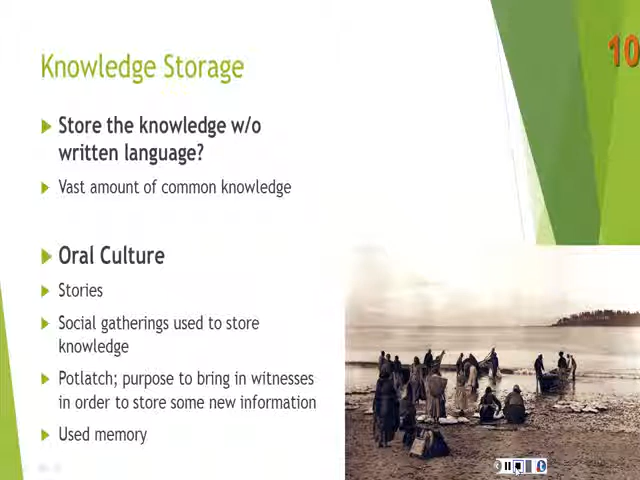 Knowledge Storage
10
Store the knowledge w/o
written language?
Vast amount of common knowledge
Oral Culture
Stories
Social gatherings used to store
knowledge
Potlatch; purpose to bring in witnesses
in order to store some new information
Used memory